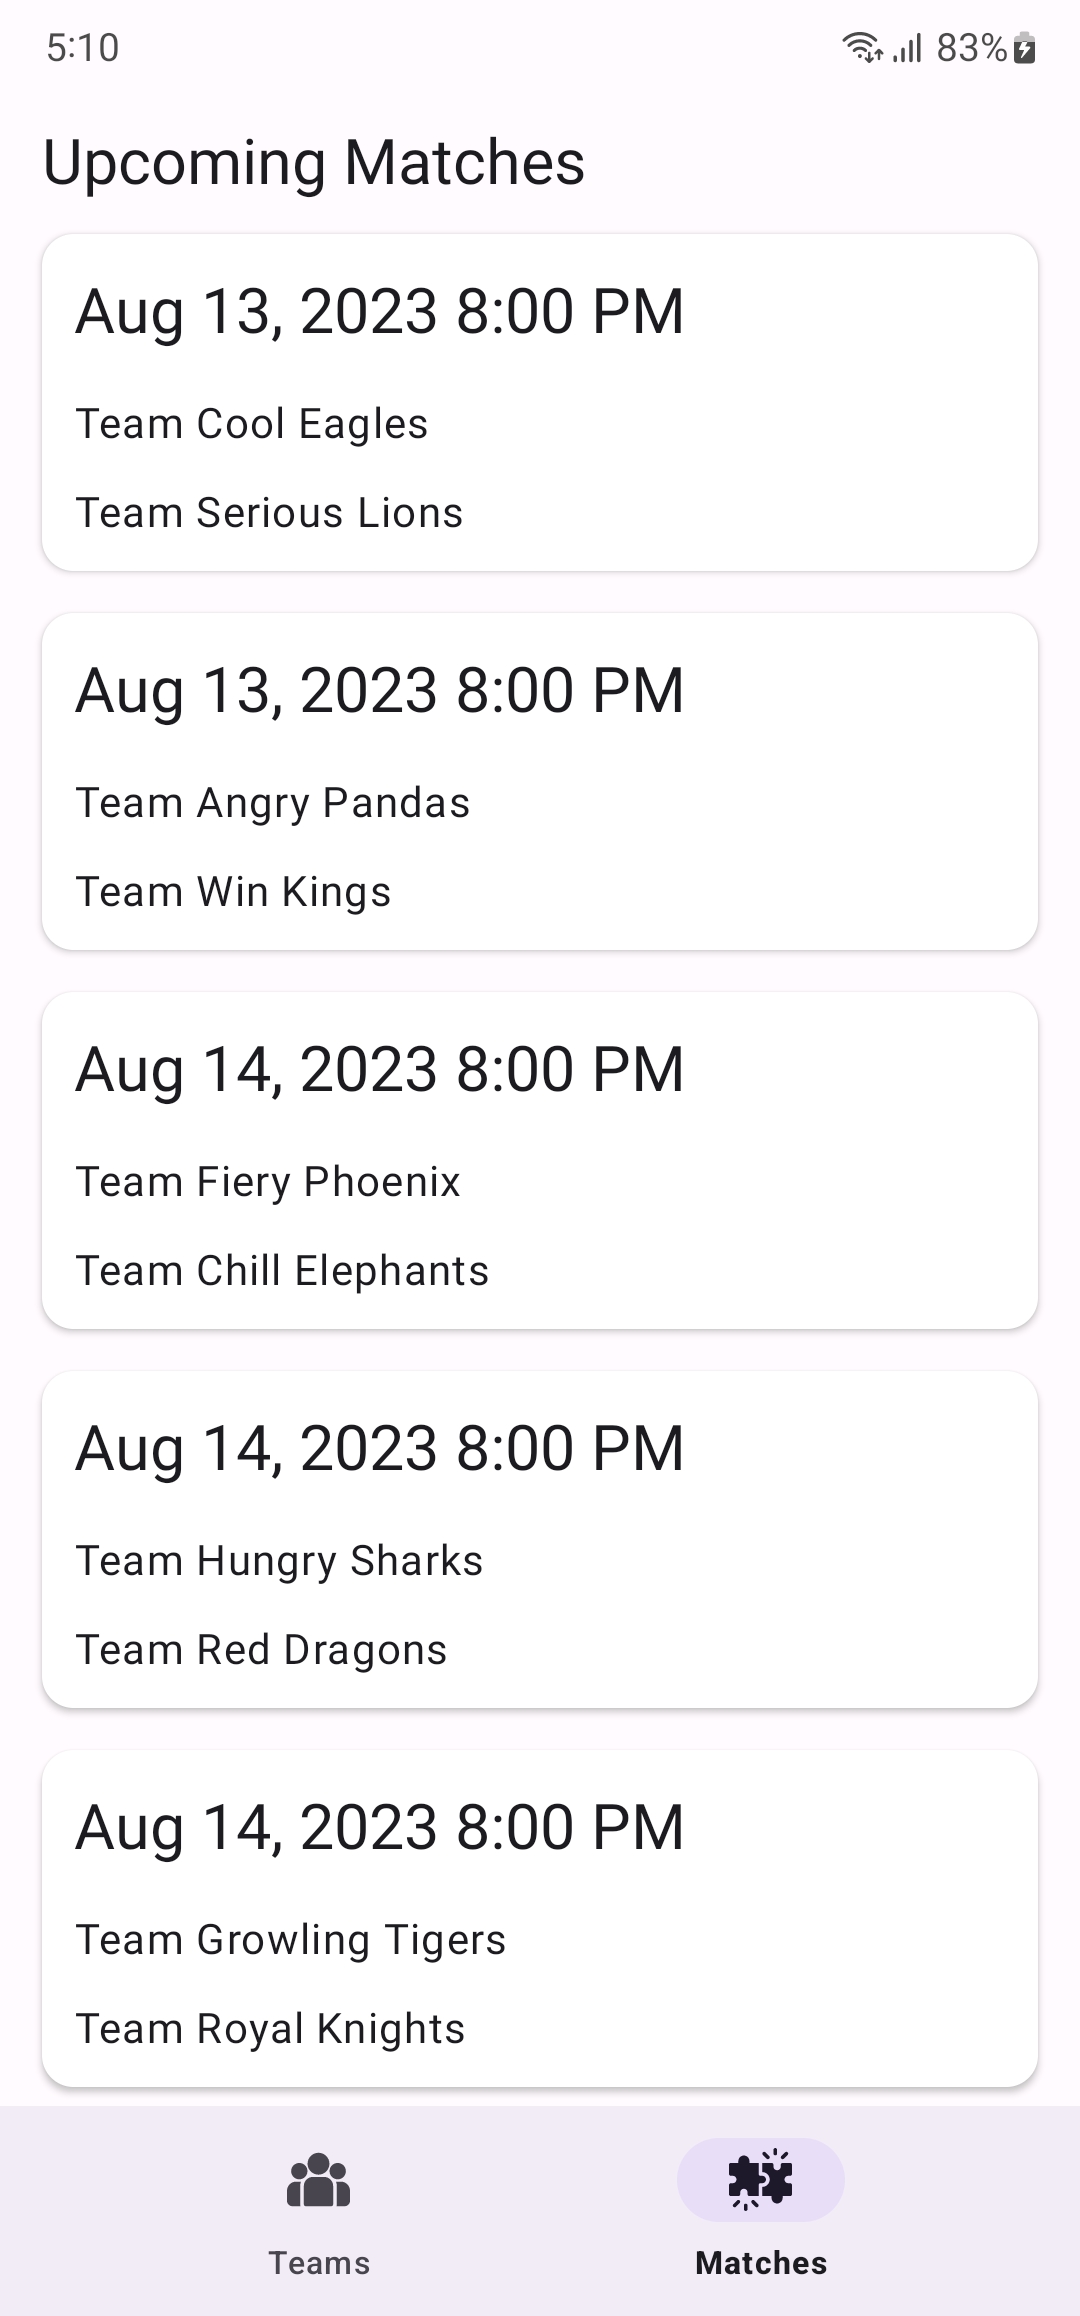 5:10
83%
Upcoming Matches
Aug 13, 2023 8:00 PM
Team Cool Eagles
Team Serious Lions
Aug 13, 2023 8:00 PM
Team Angry Pandas
Team Win Kings
Aug 14, 2023 8:00 PM
Team Fiery Phoenix
Team Chill Elephants
Aug 14, 2023 8:00 PM
Team Hungry Sharks
Team Red Dragons
Aug 14, 2023 8:00 PM
Team Growling Tigers
Team Royal Knights
Teams
Matches